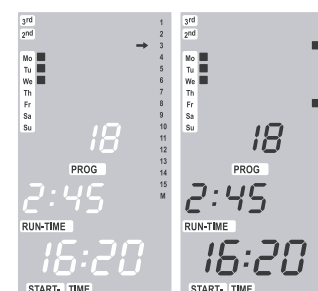 3rd 1
2nd 2
➞ 3
Mo 4
Tu 5
We 6
Th 7
Fr 8
Sa 9
Su 10
11
18 12
PROG 13
14
2:45 15
M
RUN-TIME
16:20
START- TIME
3rd
2nd
Mo
Tu
We
Th
Fr
Sa
Su
18
PROG
2:45
RUN-TIME
16:20
START- TIME